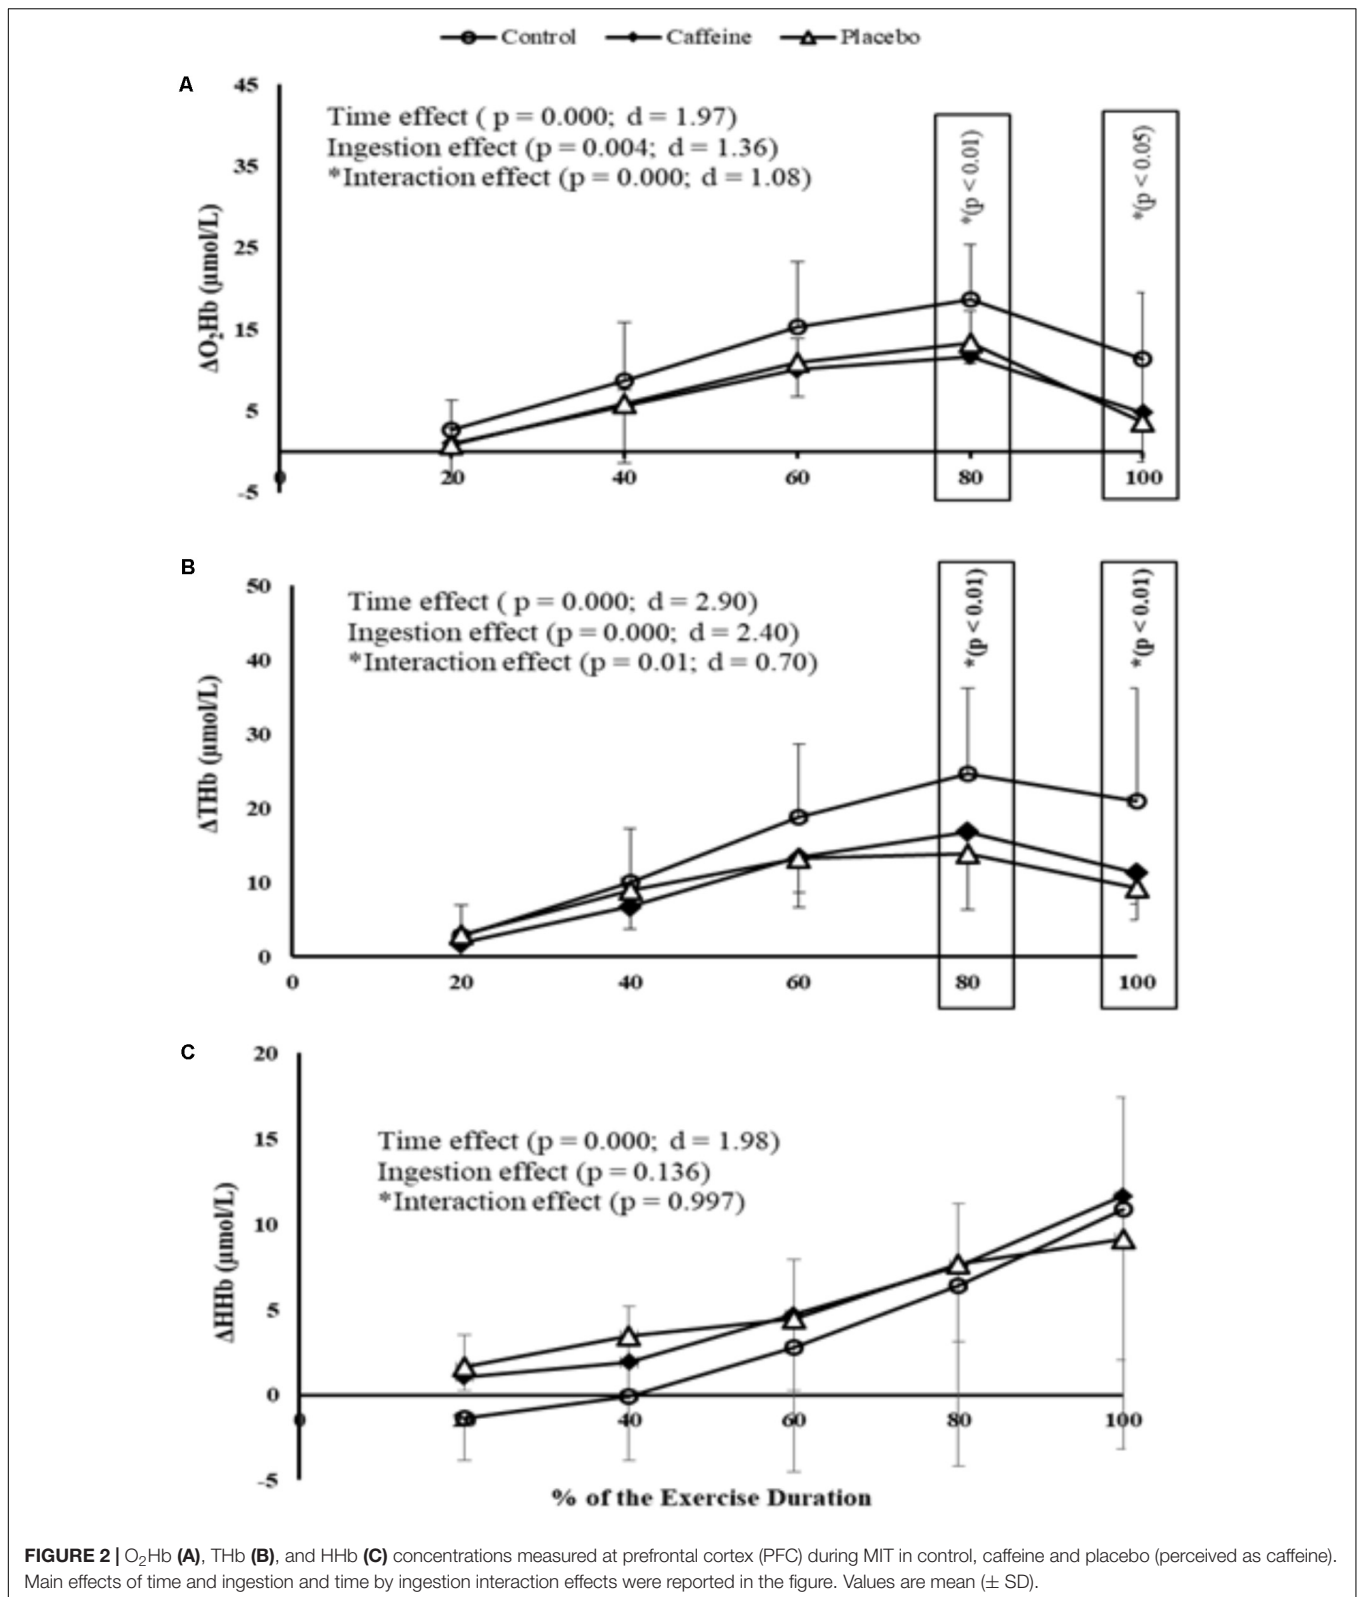 Control Caffeine Placebo
A
45
35
25
15
5
-5
ΔO₂Hb (µmol/L)
Time effect ( p = 0.000; d = 1.97)
Ingestion effect (p = 0.004; d = 1.36)
*Interaction effect (p = 0.000; d = 1.08)
*(p < 0.01)
*(p < 0.05)
0 20 40 60 80 100
B
50
40
30
20
10
0
ΔTHb (µmol/L)
Time effect ( p = 0.000; d = 2.90)
Ingestion effect (p = 0.000; d = 2.40)
*Interaction effect (p = 0.01; d = 0.70)
*(p < 0.01)
*(p < 0.01)
0 20 40 60 80 100
C
20
15
10
5
0
-5
ΔHHb (µmol/L)
Time effect (p = 0.000; d = 1.98)
Ingestion effect (p = 0.136)
*Interaction effect (p = 0.997)
0 20 40 60 80 100
% of the Exercise Duration
FIGURE 2 | O₂Hb (A), THb (B), and HHb (C) concentrations measured at prefrontal cortex (PFC) during MIT in control, caffeine and placebo (perceived as caffeine).
Main effects of time and ingestion and time by ingestion interaction effects were reported in the figure. Values are mean (± SD).